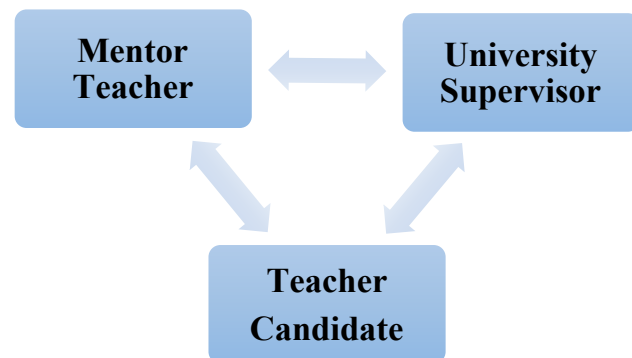 Mentor
Teacher
University
Supervisor
Teacher
Candidate